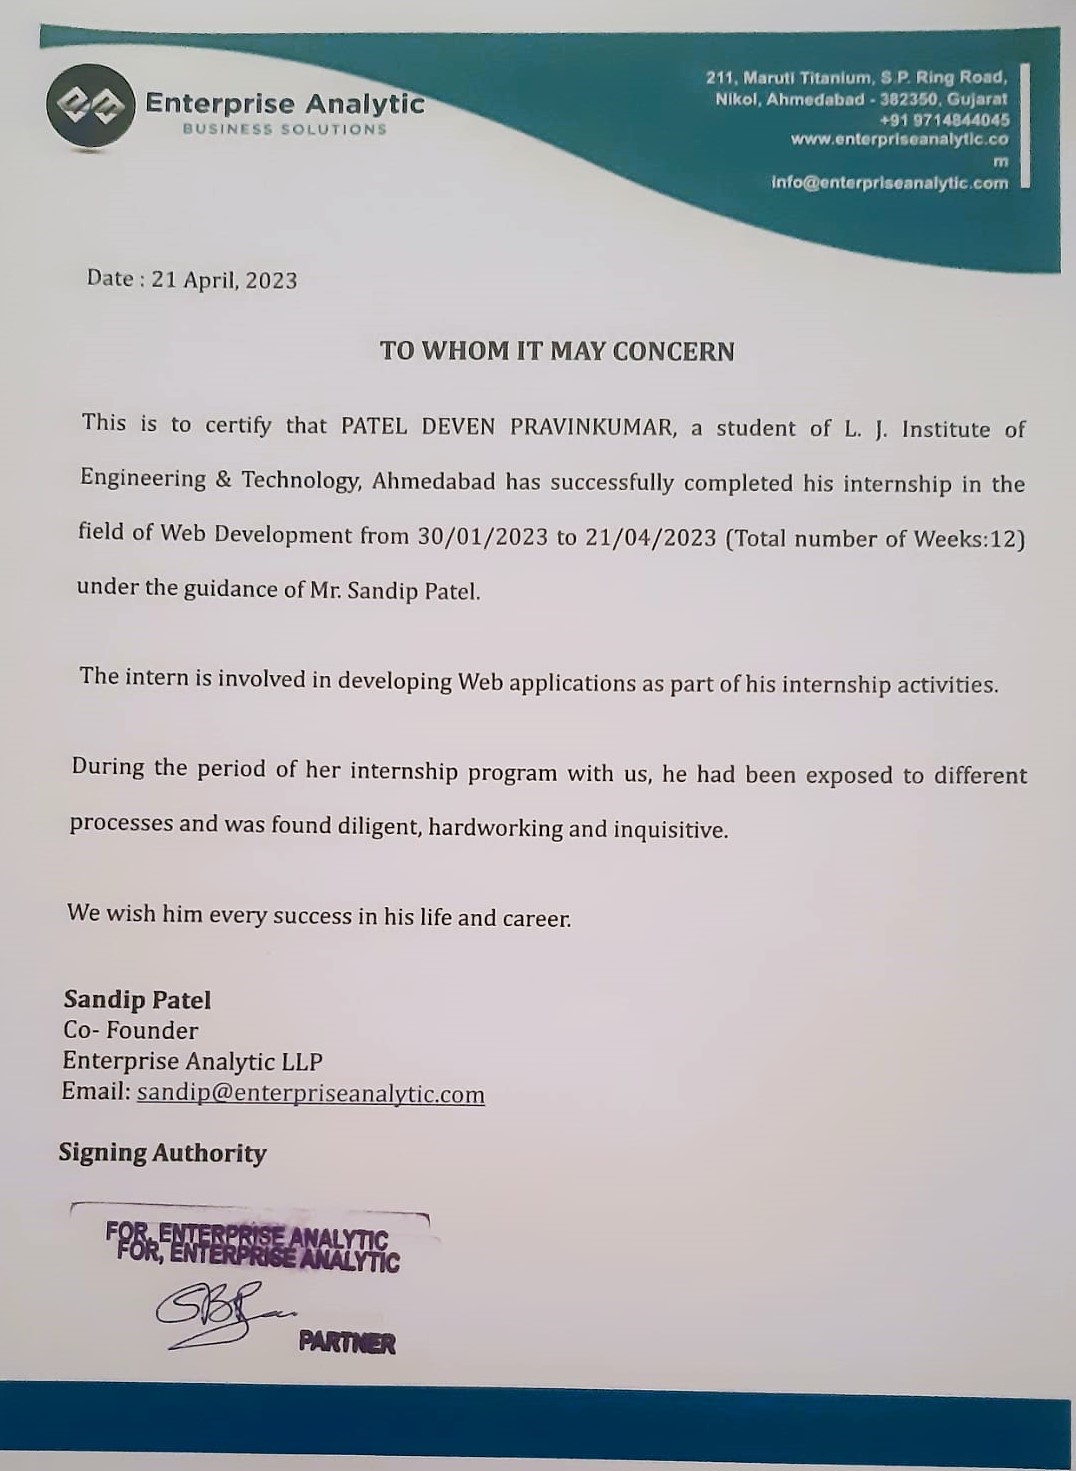 Enterprise Analytic
BUSINESS SOLUTIONS
211, Maruti Titanium, S.P. Ring Road,
Nikol, Ahmedabad - 382350, Gujarat
+91 9714844045
www.enterpriseanalytic.co
m
info@enterpriseanalytic.com
Date : 21 April, 2023
TO WHOM IT MAY CONCERN
This is to certify that PATEL DEVEN PRAVINKUMAR, a student of L. J. Institute of
Engineering & Technology, Ahmedabad has successfully completed his internship in the
field of Web Development from 30/01/2023 to 21/04/2023 (Total number of Weeks:12)
under the guidance of Mr. Sandip Patel.
The intern is involved in developing Web applications as part of his internship activities.
During the period of her internship program with us, he had been exposed to different
processes and was found diligent, hardworking and inquisitive.
We wish him every success in his life and career.
Sandip Patel
Co- Founder
Enterprise Analytic LLP
Email: sandip@enterpriseanalytic.com
Signing Authority
FOR, ENTERPRISE ANALYTIC
FOR, ENTERPRISE ANALYTIC
PARTNER